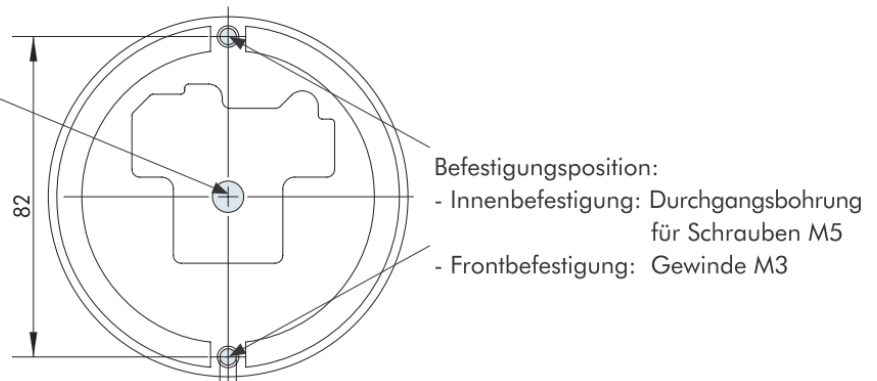 82
Befestigungsposition:
- Innenbefestigung: Durchgangsbohrung
für Schrauben M5
- Frontbefestigung: Gewinde M3